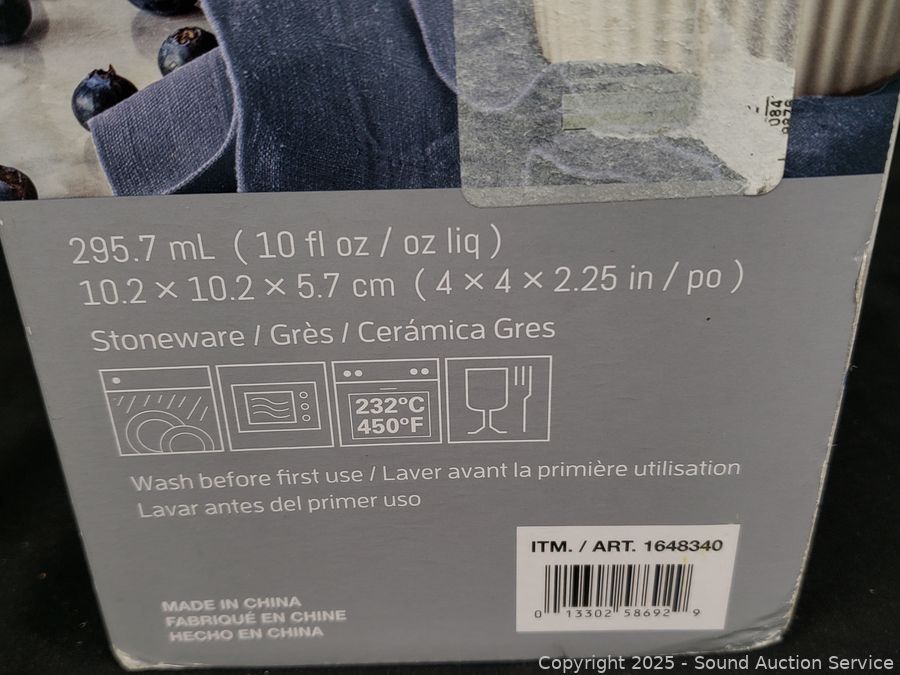 295.7 mL ( 10 fl oz / oz liq )
10.2 × 10.2 × 5.7 cm ( 4 × 4 × 2.25 in / po )
Stoneware / Grès / Cerámica Gres
232°C
450°F
Wash before first use / Laver avant la primière utilisation
Lavar antes del primer uso
ITM. / ART. 1648340
0 13302 58692 9
MADE IN CHINA
FABRIQUÉ EN CHINE
HECHO EN CHINA
Copyright 2025 - Sound Auction Service